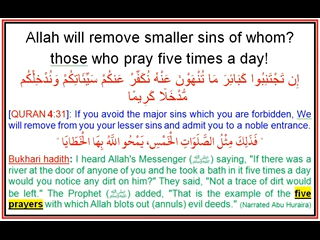 Allah will remove smaller sins of whom?
those who pray five times a day!
إِن تَجْتَنِبُوا كَبَائِرَ مَا تُنْهَوْنَ عَنْهُ نُكَفِّرْ عَنكُمْ سَيِّئَاتِكُمْ وَنُدْخِلْكُم
مُّدْخَلًا كَرِيمًا
[QURAN 4:31]: If you avoid the major sins which you are forbidden, We
will remove from you your lesser sins and admit you to a noble entrance.
فَذَلِكَ مِثْلُ الصَّلَوَاتِ الْخَمْسِ، يَمْحُو اللَّهُ بِهَا الْخَطَايَا
Bukhari hadith: I heard Allah's Messenger (ﷺ) saying, "If there was a
river at the door of anyone of you and he took a bath in it five times a day
would you notice any dirt on him?" They said, "Not a trace of dirt would
be left." The Prophet (ﷺ) added, "That is the example of the five
prayers with which Allah blots out (annuls) evil deeds." (Narrated Abu Huraira)